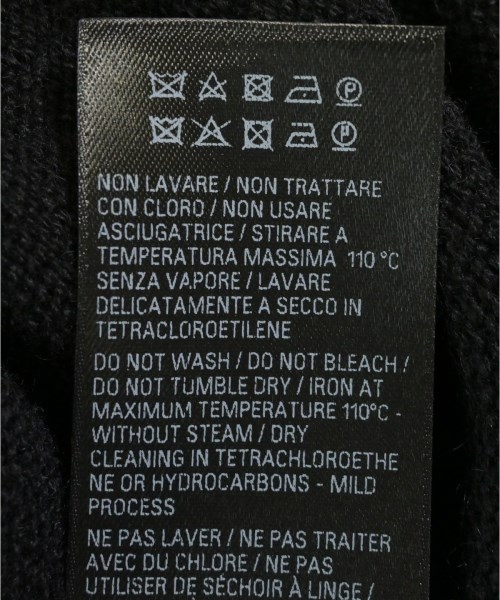 NON LAVARE / NON TRATTARE
CON CLORO / NON USARE
ASCIUGATRICE / STIRARE A
TEMPERATURA MASSIMA 110 °C
SENZA VAPORE / LAVARE
DELICATAMENTE A SECCO IN
TETRACLOROETILENE
DO NOT WASH / DO NOT BLEACH /
DO NOT TUMBLE DRY / IRON AT
MAXIMUM TEMPERATURE 110°C -
WITHOUT STEAM / DRY
CLEANING IN TETRACHLOROETHE
NE OR HYDROCARBONS - MILD
PROCESS
NE PAS LAVER / NE PAS TRAITER
AVEC DU CHLORE / NE PAS
UTILISER DE SÉCHOIR À LINGE /